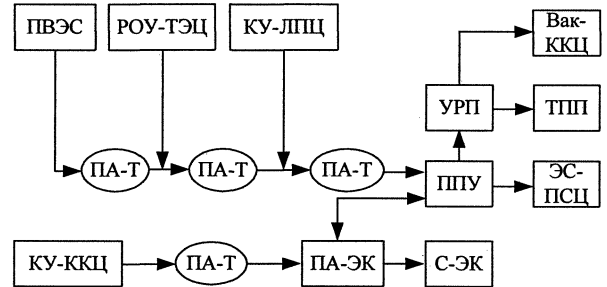 ПВЭС
РОУ-ТЭЦ
КУ-ЛПЦ
Вак-
ККЦ
УРП
ТПП
ПА-Т
ПА-Т
ПА-Т
ППУ
ЭС-
ПСЦ
КУ-ККЦ
ПА-Т
ПА-ЭК
С-ЭК